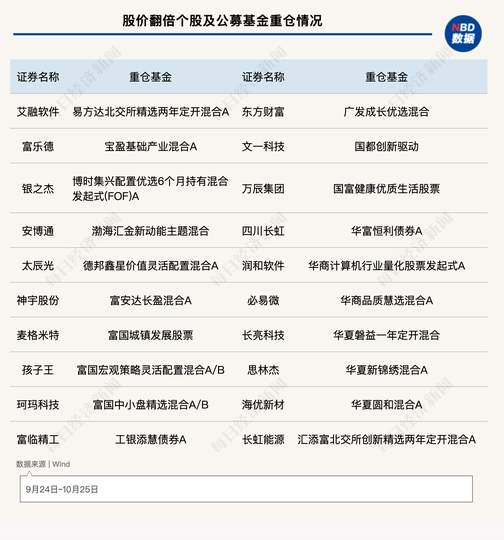 股价翻倍个股及公募基金重仓情况
NBD
数据
证券名称 重仓基金 证券名称 重仓基金
艾融软件 易方达北交所精选两年定开混合A 东方财富 广发成长优选混合
富乐德 宝盈基础产业混合A 文一科技 国都创新驱动
银之杰 博时集兴配置优选6个月持有混合 万辰集团 国富健康优质生活股票
发起式(FOF)A
安博通 渤海汇金新动能主题混合 四川长虹 华富恒利债券A
太辰光 德邦鑫星价值灵活配置混合A 润和软件 华商计算机行业量化股票发起式A
神宇股份 富安达长盈混合A 必易微 华商品质慧选混合A
麦格米特 富国城镇发展股票 长亮科技 华夏磐益一年定开混合
孩子王 富国宏观策略灵活配置混合A/B 思林杰 华夏新锦绣混合A
珂玛科技 富国中小盘精选混合A/B 海优新材 华夏圆和混合A
富临精工 工银添慧债券A 长虹能源 汇添富北交所创新精选两年定开混合A
数据来源 | Wind
9月24日-10月25日
每日经济新闻